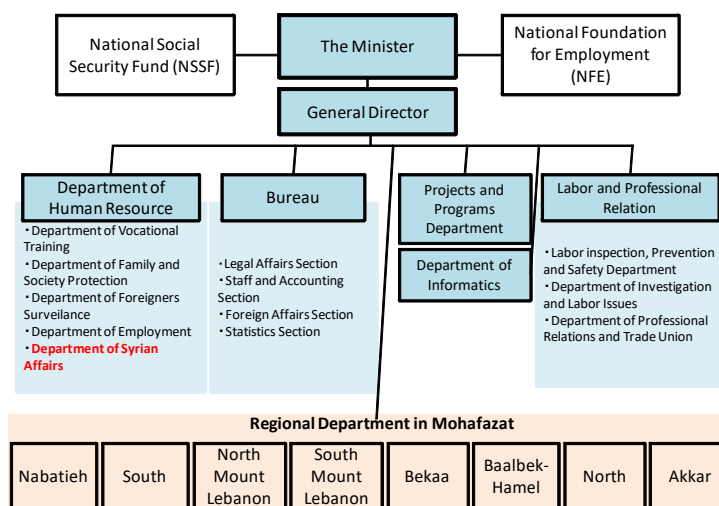 National Social
Security Fund (NSSF)
The Minister
National Foundation
for Employment
(NFE)
General Director
Department of
Human Resource
・Department of Vocational
Training
・Department of Family and
Society Protection
・Department of Foreigners
Surveilance
・Department of Employment
・Department of Syrian
Affairs
Bureau
・Legal Affairs Section
・Staff and Accounting
Section
・Foreign Affairs Section
・Statistics Section
Projects and
Programs
Department
Department of
Informatics
Labor and Professional
Relation
・Labor inspection, Prevention
and Safety Department
・Department of Investigation
and Labor Issues
・Department of Professional
Relations and Trade Union
Regional Department in Mohafazat
Nabatieh
South
North
Mount
Lebanon
South
Mount
Lebanon
Bekaa
Baalbek-
Hamel
North
Akkar